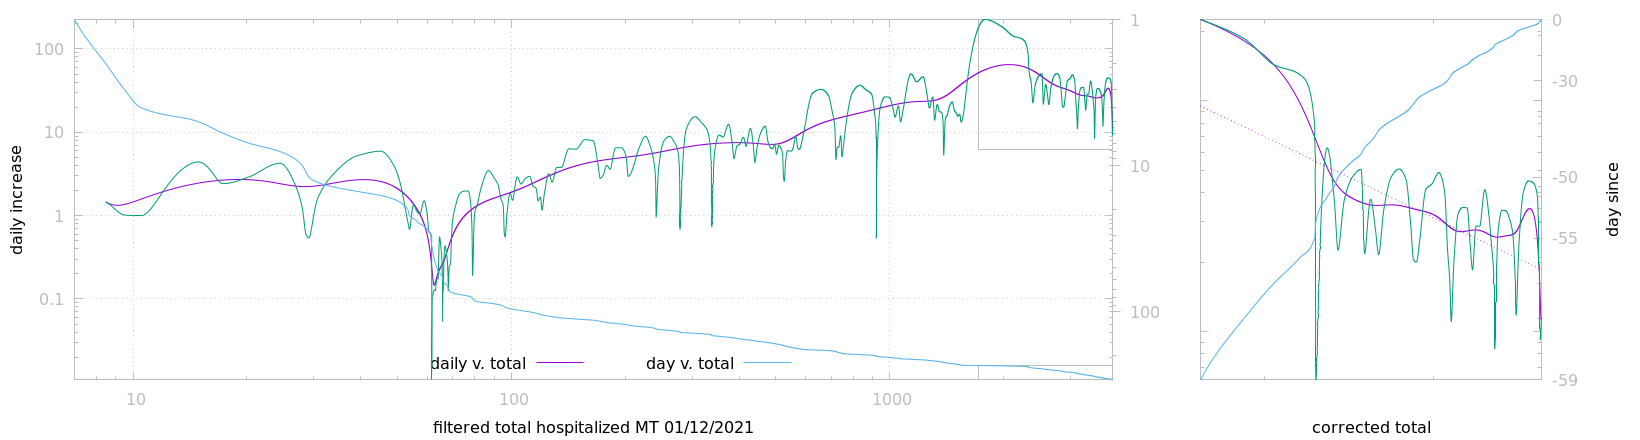 100
10
1
0.1
daily increase
10
100
1000
1
10
100
daily v. total
day v. total
filtered total hospitalized MT 01/12/2021
0
-30
-50
-55
-59
day since
corrected total